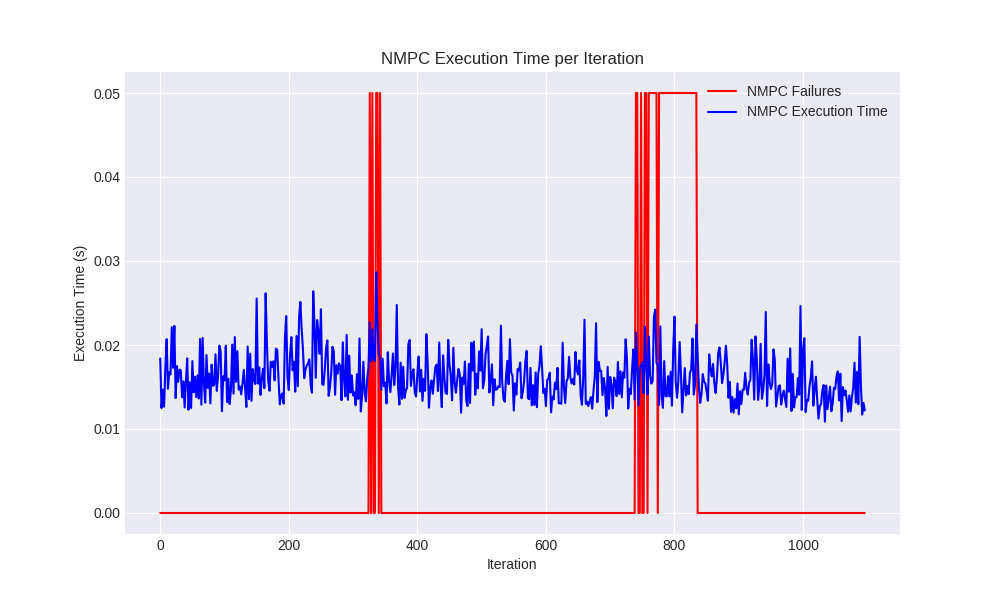 NMPC Execution Time per Iteration
NMPC Failures
NMPC Execution Time
Execution Time (s)
0.05
0.04
0.03
0.02
0.01
0.00
0 200 400 600 800 1000
Iteration